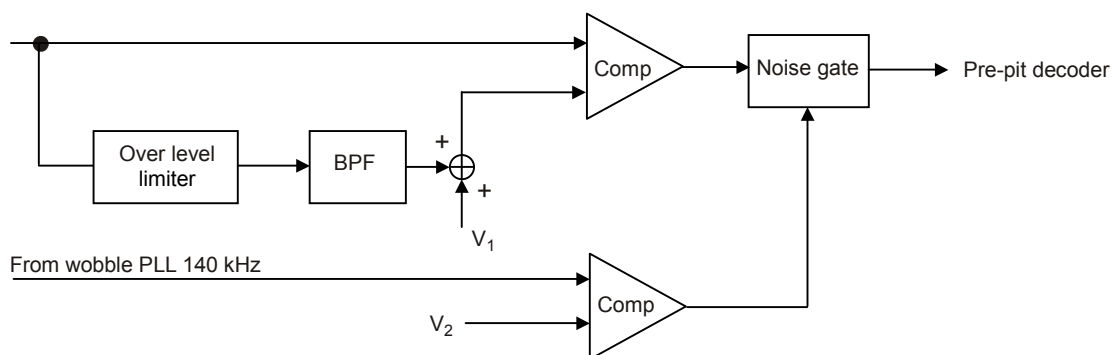 Comp
Noise gate
Pre-pit decoder
Over level
limiter
BPF
+
+
V₁
From wobble PLL 140 kHz
Comp
V₂